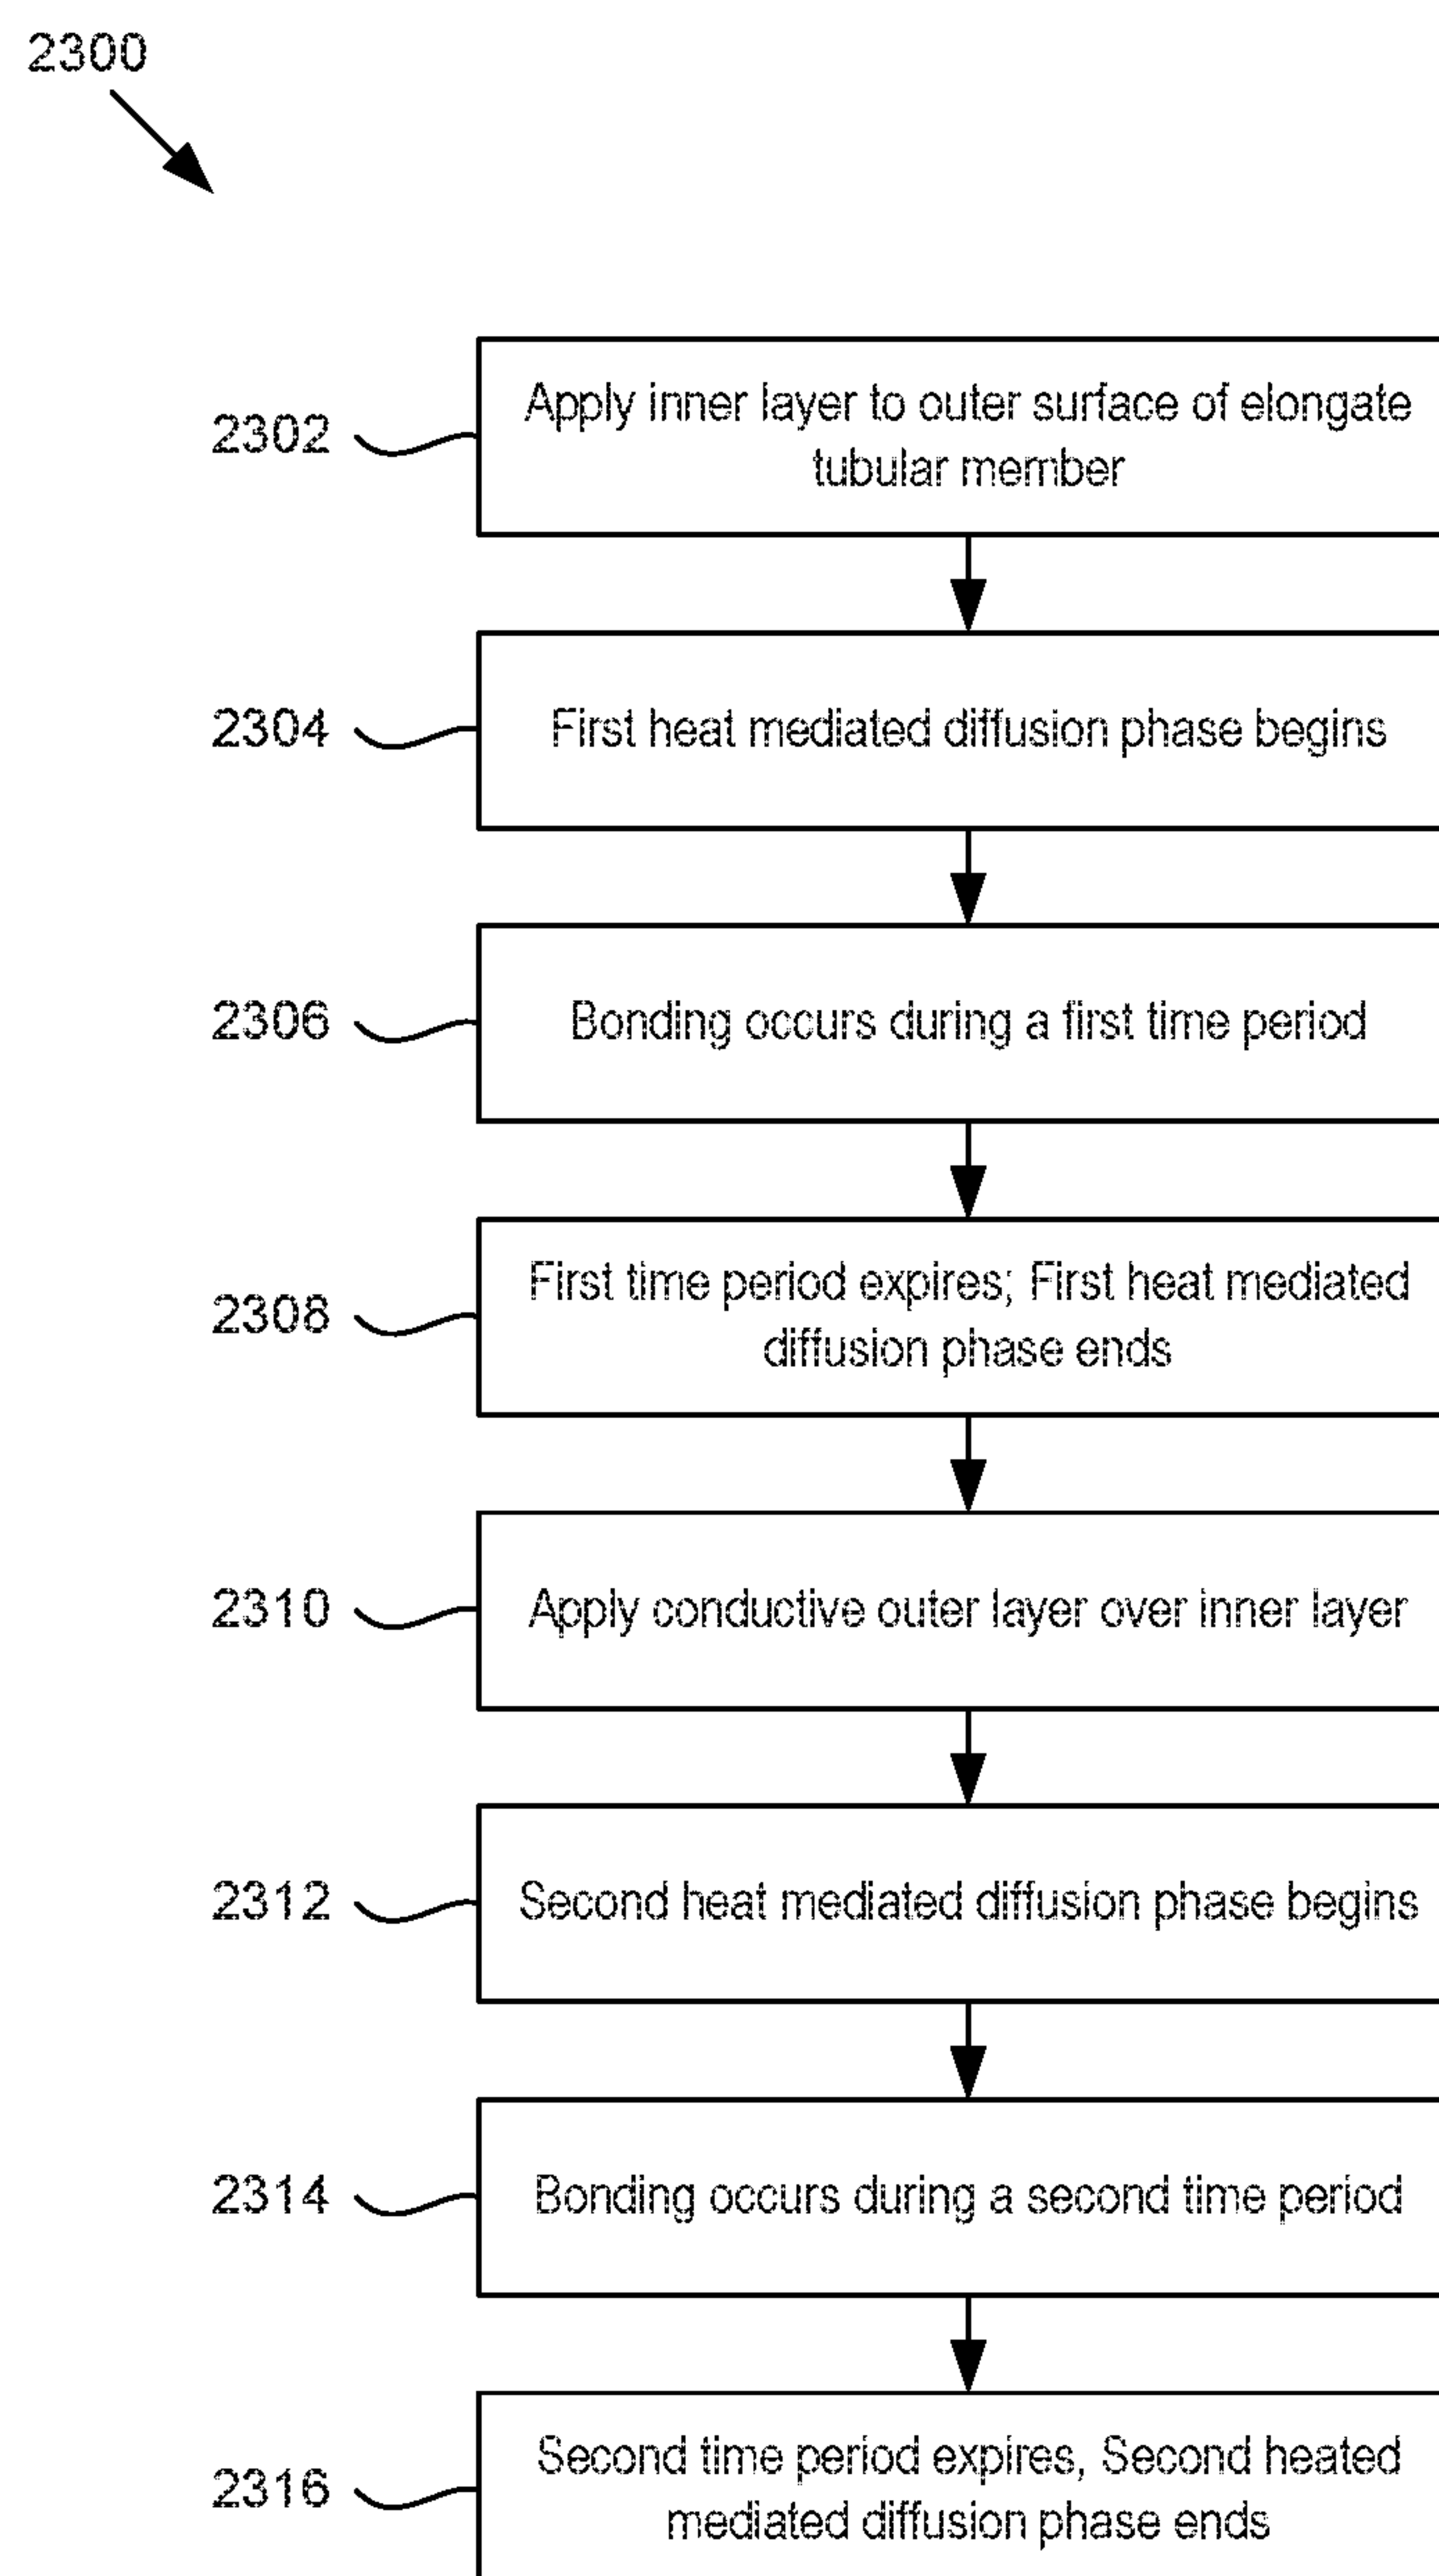 2300
2302
Apply inner layer to outer surface of elongate
tubular member
2304
First heat mediated diffusion phase begins
2306
Bonding occurs during a first time period
2308
First time period expires; First heat mediated
diffusion phase ends
2310
Apply conductive outer layer over inner layer
2312
Second heat mediated diffusion phase begins
2314
Bonding occurs during a second time period
2316
Second time period expires, Second heated
mediated diffusion phase ends